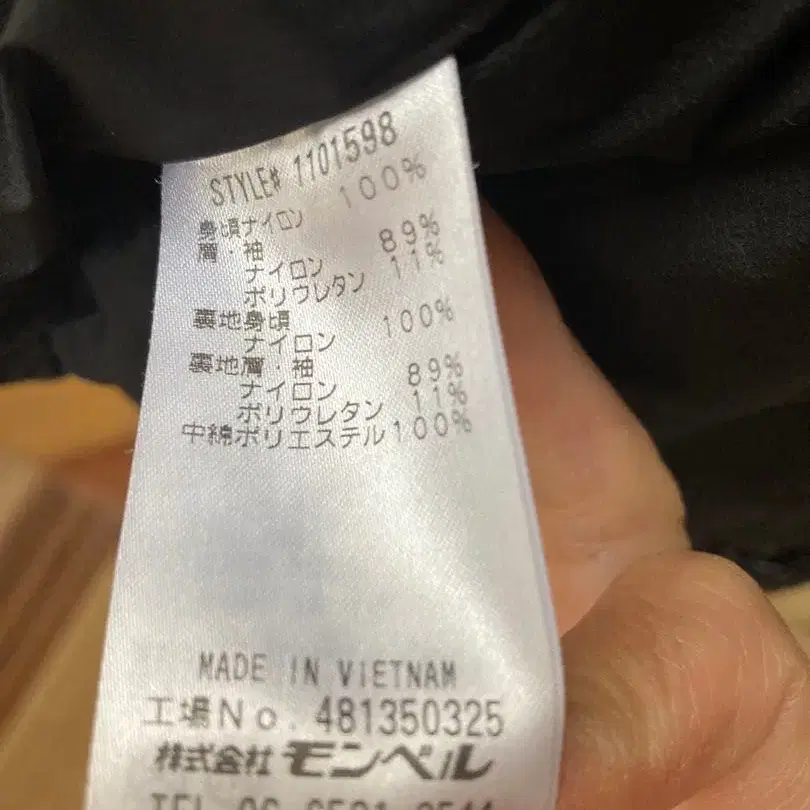 STYLE# 1101598
身頃ナイロン 100%
肩・袖
ナイロン 89%
ポリウレタン 11%
裏地身頃
ナイロン 100%
裏地肩・袖
ナイロン 89%
ポリウレタン 11%
中綿ポリエステル100%
MADE IN VIETNAM
工場No. 481350325
株式会社 モンベル
TEL 06